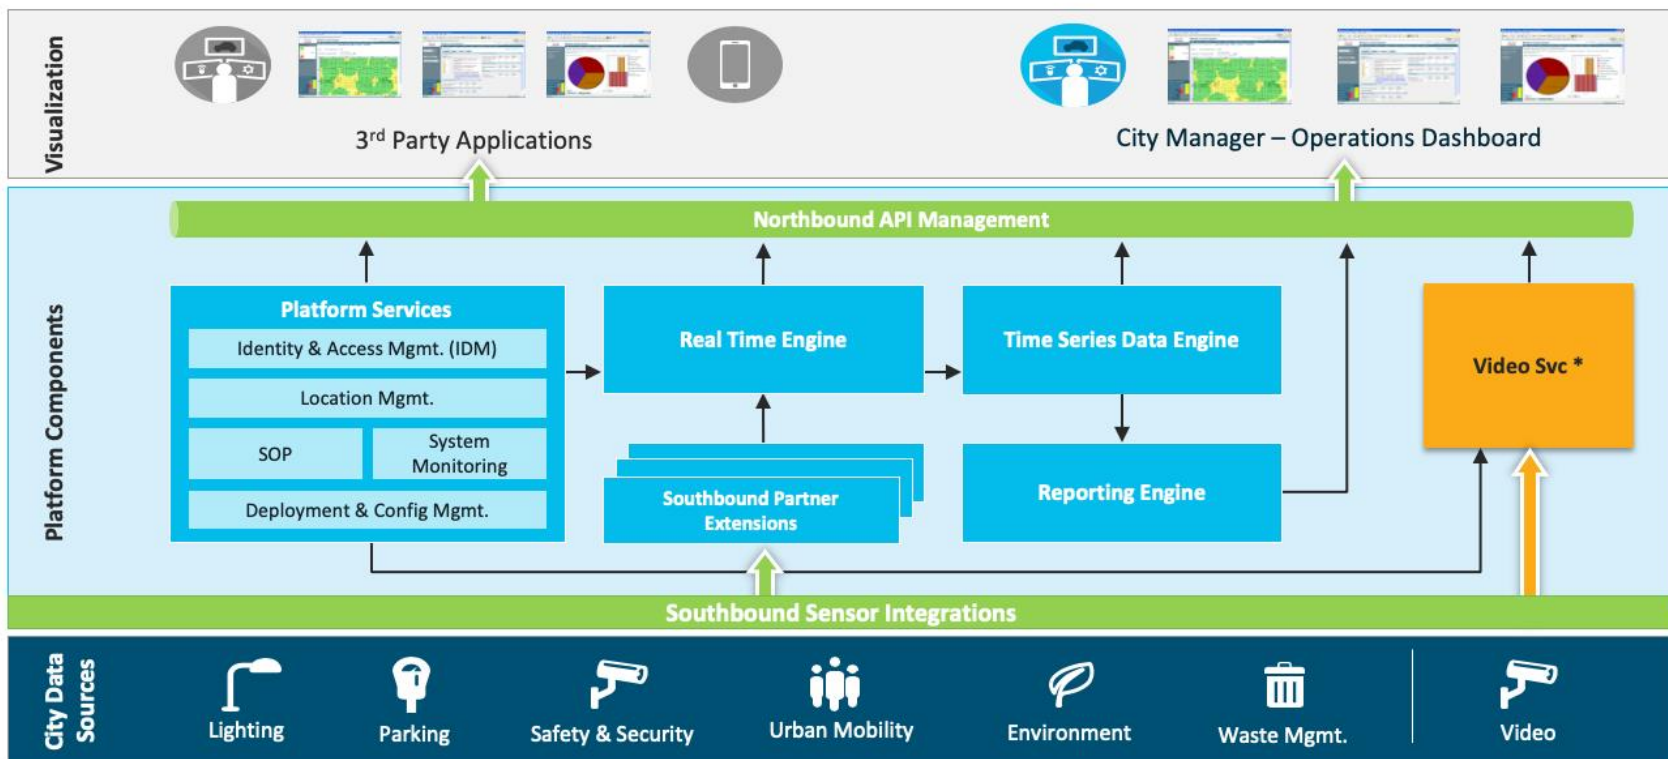 Visualization
3rd Party Applications
City Manager – Operations Dashboard
Platform Components
Northbound API Management
Platform Services
Identity & Access Mgmt. (IDM)
Location Mgmt.
SOP
System
Monitoring
Deployment & Config Mgmt.
Real Time Engine
Southbound Partner
Extensions
Time Series Data Engine
Reporting Engine
Video Svc *
Southbound Sensor Integrations
City Data
Sources
Lighting
Parking
Safety & Security
Urban Mobility
Environment
Waste Mgmt.
Video